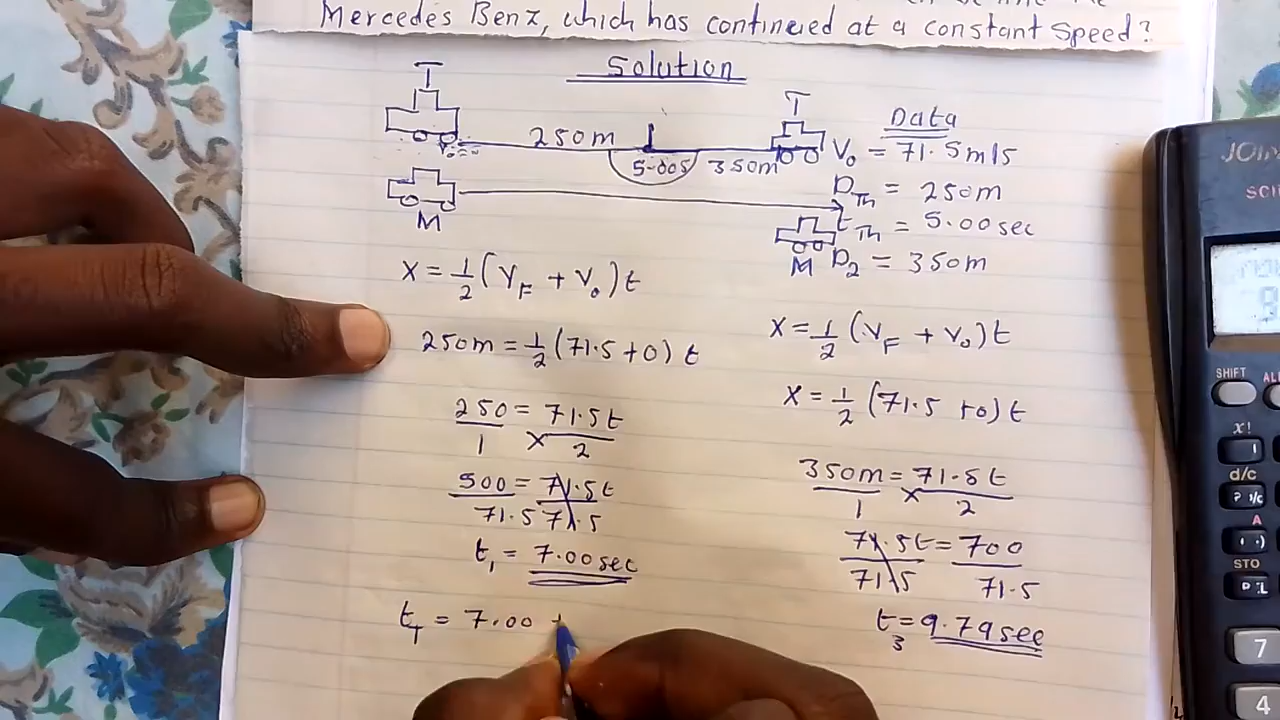 Mercedes Benz, which has continued at a constant speed?
Solution
T
T
250m
5.00s
350m
M
M
Data
V₀ = 71.5m/s
D_Th = 250m
t_Th = 5.00sec
D₂ = 350m
X = 1/2 (V_F + V₀)t
250m = 1/2 (71.5+0) t
250/1 × = 71.5t/2
500/71.5 = 71.5t/71.5
t₁ = 7.00sec
t_T = 7.00 +
X = 1/2 (V_F + V₀)t
X = 1/2 (71.5 +0) t
350m/1 × = 71.5t/2
71.5t/71.5 = 700/71.5
t₃ = 9.79sec
SHIFT
x!
d/c
A
STO
7
4